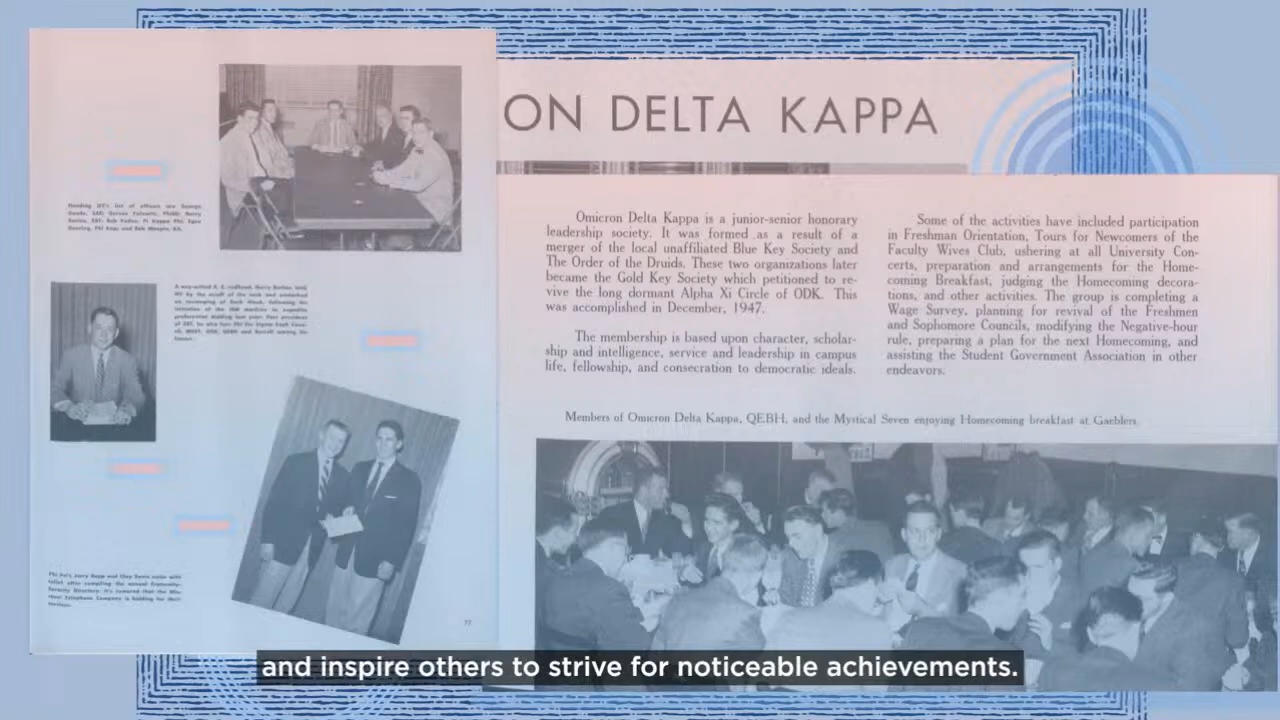 ON DELTA KAPPA
Omicron Delta Kappa is a junior-senior honorary
leadership society. It was formed as a result of a
merger of the local unaffiliated Blue Key Society and
The Order of the Druids. These two organizations later
became the Gold Key Society which petitioned to re-
vive the long dormant Alpha Xi Circle of ODK. This
was accomplished in December, 1947.
The membership is based upon character, scholar-
ship and intelligence, service and leadership in campus
life, fellowship, and consecration to democratic ideals.
Some of the activities have included participation
in Freshman Orientation, Tours for Newcomers of the
Faculty Wives Club, ushering at all University Con-
certs, preparation and arrangements for the Home-
coming Breakfast, judging the Homecoming decora-
tions, and other activities. The group is completing a
Wage Survey, planning for revival of the Freshmen
and Sophomore Councils, modifying the Negative-hour
rule, preparing a plan for the next Homecoming, and
assisting the Student Government Association in other
endeavors.
Members of Omicron Delta Kappa, QEBH, and the Mystical Seven enjoying Homecoming breakfast at Gaeblers.
77
and inspire others to strive for noticeable achievements.